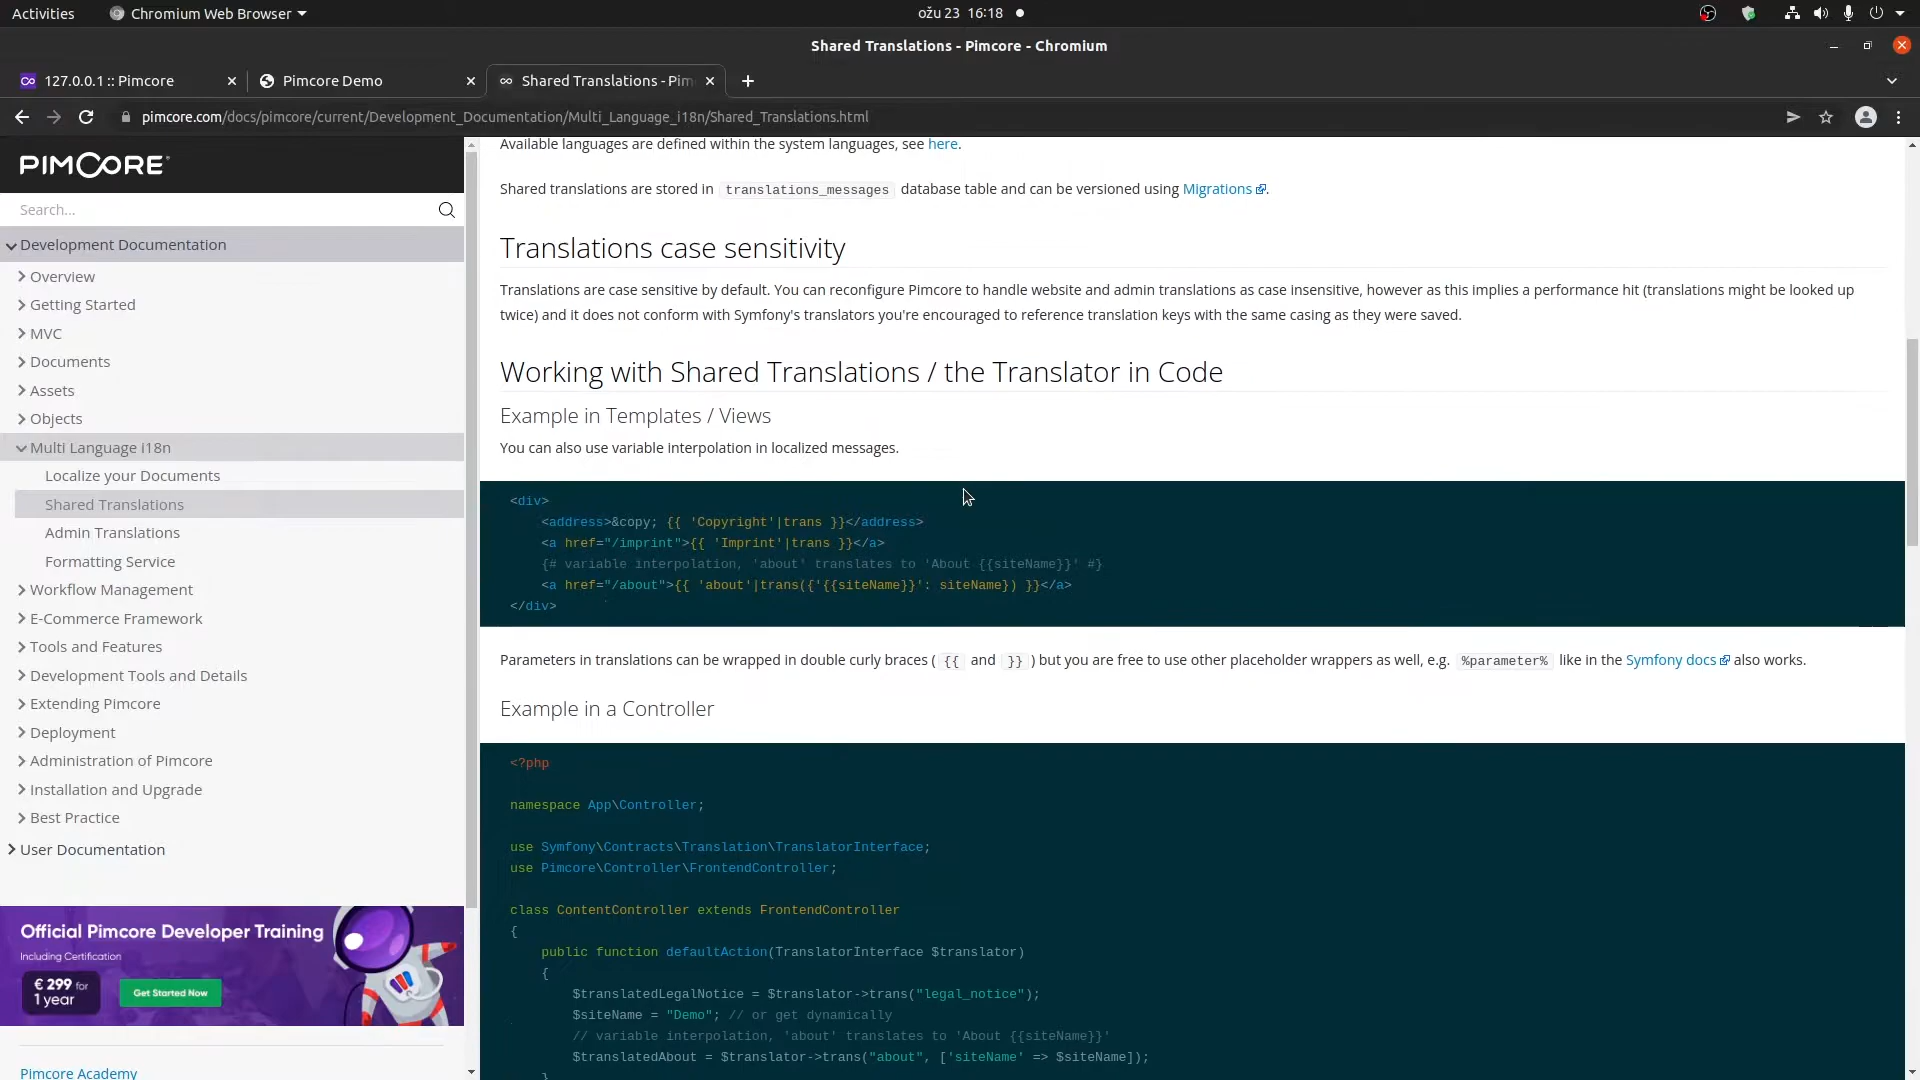 Activities
Chromium Web Browser
ožu 23 16:18
Shared Translations - Pimcore - Chromium
127.0.0.1 :: Pimcore
Pimcore Demo
Shared Translations - Pim
pimcore.com/docs/pimcore/current/Development_Documentation/Multi_Language_i18n/Shared_Translations.html
PIMCORE
Search...
Development Documentation
Overview
Getting Started
MVC
Documents
Assets
Objects
Multi Language i18n
Localize your Documents
Shared Translations
Admin Translations
Formatting Service
Workflow Management
E-Commerce Framework
Tools and Features
Development Tools and Details
Extending Pimcore
Deployment
Administration of Pimcore
Installation and Upgrade
Best Practice
User Documentation
Official Pimcore Developer Training
Including Certification
€ 299 for
1 year
Get Started Now
Pimcore Academy
Available languages are defined within the system languages, see here.
Shared translations are stored in translations_messages database table and can be versioned using Migrations.
Translations case sensitivity
Translations are case sensitive by default. You can reconfigure Pimcore to handle website and admin translations as case insensitive, however as this implies a performance hit (translations might be looked up
twice) and it does not conform with Symfony's translators you're encouraged to reference translation keys with the same casing as they were saved.
Working with Shared Translations / the Translator in Code
Example in Templates / Views
You can also use variable interpolation in localized messages.
<div>
<address>&copy; {{ 'Copyright'|trans }}</address>
<a href="/imprint">{{ 'Imprint'|trans }}</a>
{# variable interpolation, 'about' translates to 'About {{siteName}}' #}
<a href="/about">{{ 'about'|trans({'{{siteName}}': siteName}) }}</a>
</div>
Parameters in translations can be wrapped in double curly braces ( {{ and }} ) but you are free to use other placeholder wrappers as well, e.g. %parameter% like in the Symfony docs also works.
Example in a Controller
<?php
namespace App\Controller;
use Symfony\Contracts\Translation\TranslatorInterface;
use Pimcore\Controller\FrontendController;
class ContentController extends FrontendController
{
public function defaultAction(TranslatorInterface $translator)
{
$translatedLegalNotice = $translator->trans("legal_notice");
$siteName = "Demo"; // or get dynamically
// variable interpolation, 'about' translates to 'About {{siteName}}'
$translatedAbout = $translator->trans("about", ['siteName' => $siteName]);
}